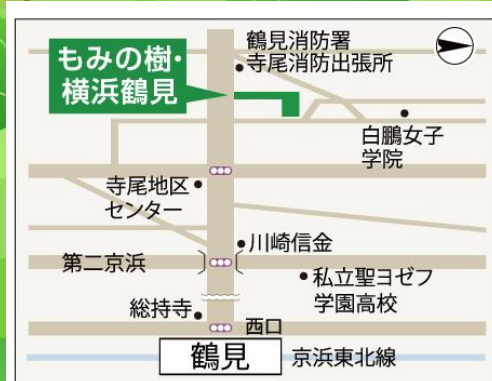 もみの樹・
横浜鶴見
鶴見消防署
寺尾消防出張所
白鵬女子
学院
寺尾地区
センター
川崎信金
第二京浜
私立聖ヨゼフ
学園高校
総持寺
西口
鶴見
京浜東北線